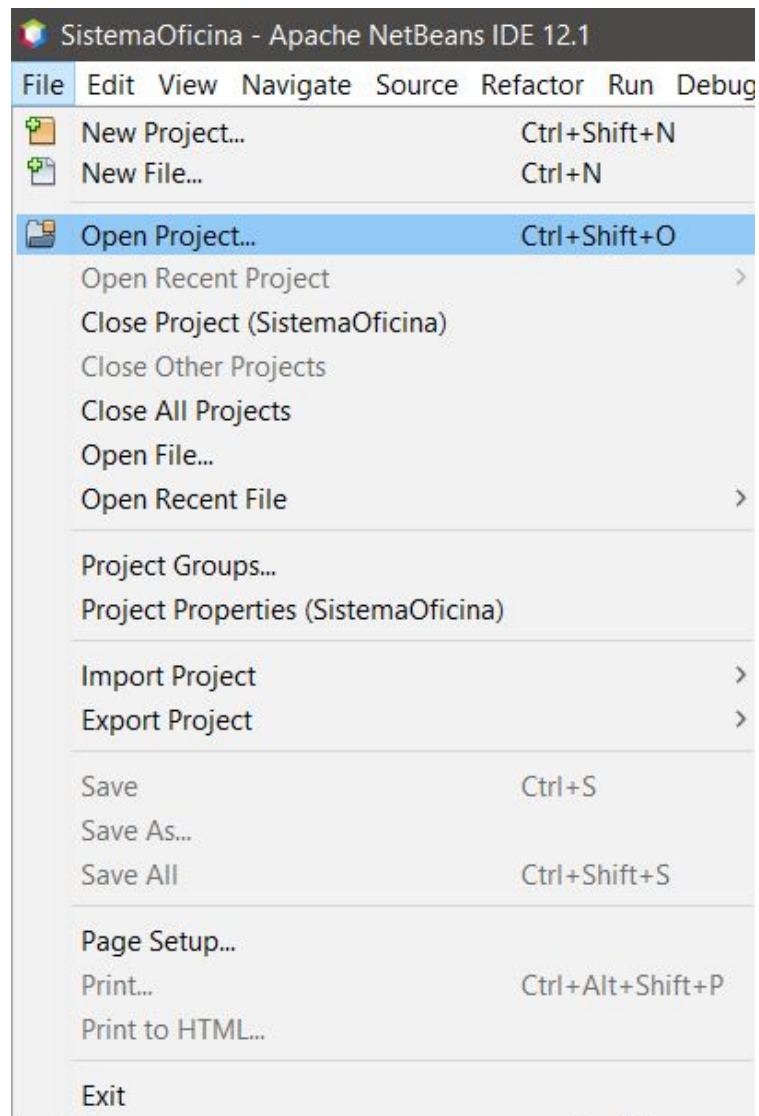 SistemaOficina - Apache NetBeans IDE 12.1
File Edit View Navigate Source Refactor Run Debug
New Project... Ctrl+Shift+N
New File... Ctrl+N
Open Project... Ctrl+Shift+O
Open Recent Project
Close Project (SistemaOficina)
Close Other Projects
Close All Projects
Open File...
Open Recent File
Project Groups...
Project Properties (SistemaOficina)
Import Project
Export Project
Save Ctrl+S
Save As...
Save All Ctrl+Shift+S
Page Setup...
Print... Ctrl+Alt+Shift+P
Print to HTML...
Exit